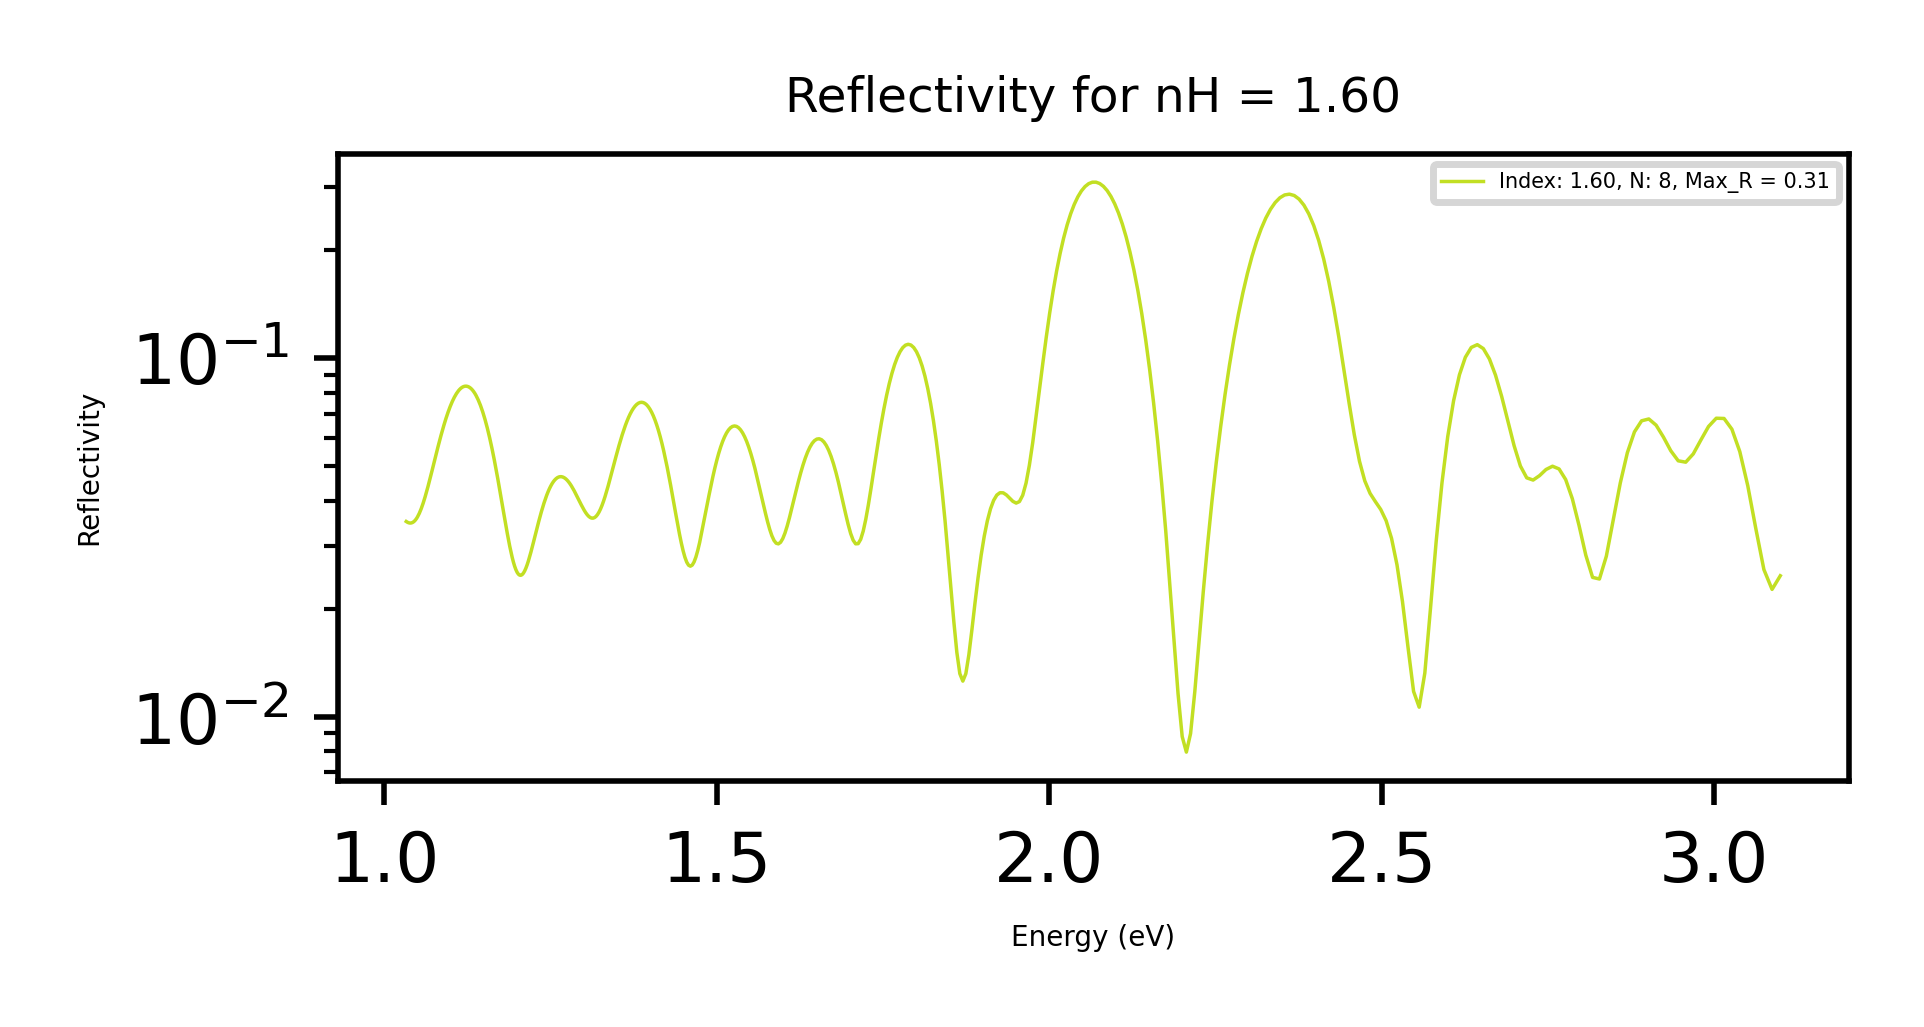 Reflectivity for nH = 1.60
Index: 1.60, N: 8, Max_R = 0.31
Reflectivity
10⁻¹
10⁻²
1.0 1.5 2.0 2.5 3.0
Energy (eV)